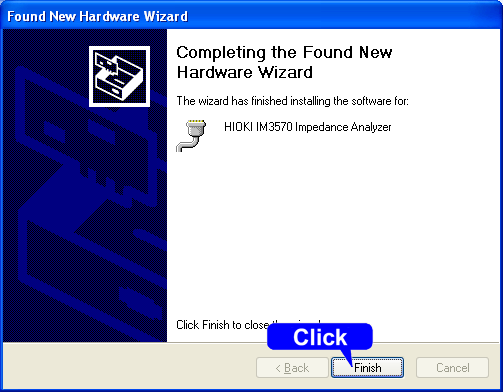 Found New Hardware Wizard
Completing the Found New
Hardware Wizard
The wizard has finished installing the software for:
HIOKI IM3570 Impedance Analyzer
Click Finish to close
Click
< Back
Finish
Cancel